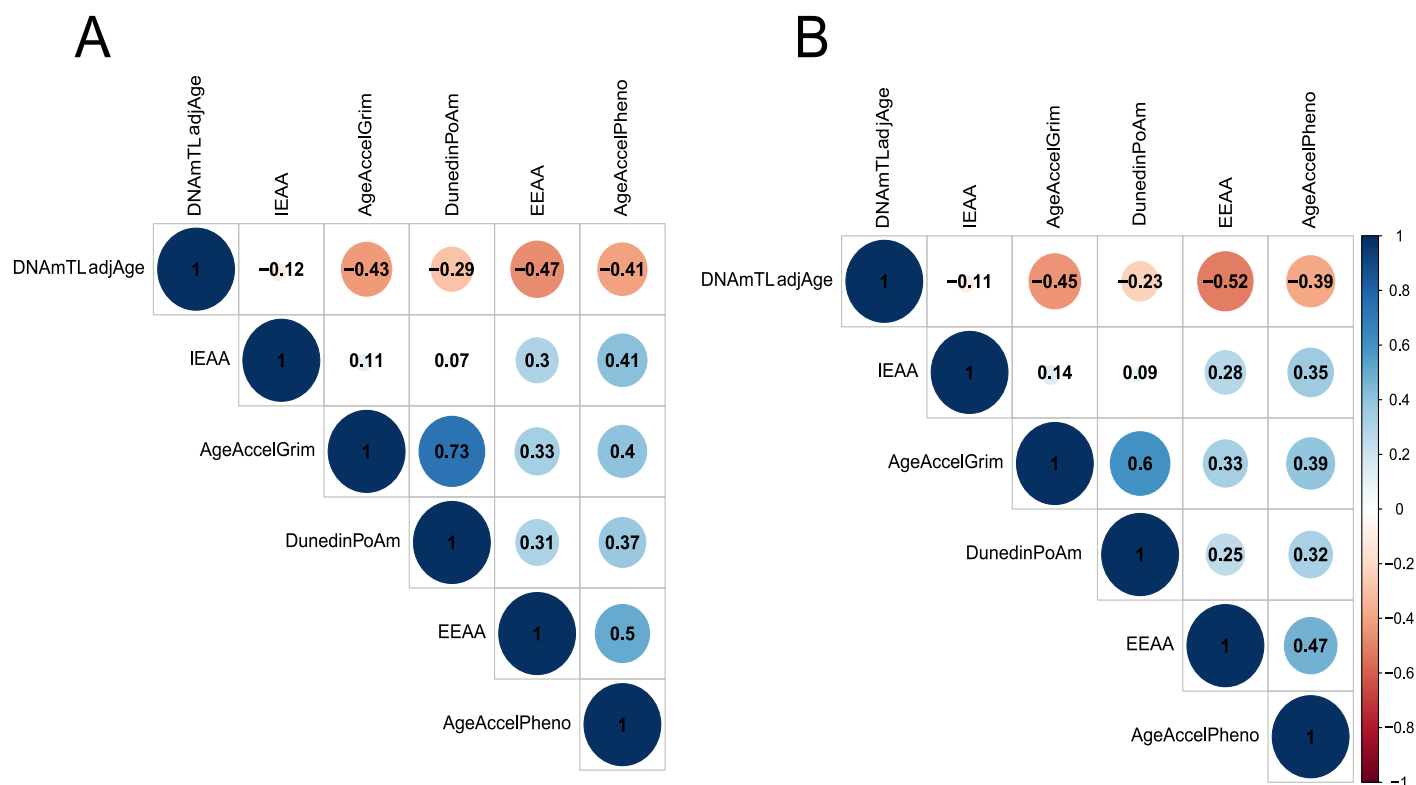 A
DNAmTLadjAge IEAA AgeAccelGrim DunedinPoAm EEAA AgeAccelPheno
DNAmTLadjAge 1 −0.12 −0.43 −0.29 −0.47 −0.41
IEAA 1 0.11 0.07 0.3 0.41
AgeAccelGrim 1 0.73 0.33 0.4
DunedinPoAm 1 0.31 0.37
EEAA 1 0.5
AgeAccelPheno 1
B
DNAmTLadjAge IEAA AgeAccelGrim DunedinPoAm EEAA AgeAccelPheno
DNAmTLadjAge 1 −0.11 −0.45 −0.23 −0.52 −0.39
IEAA 1 0.14 0.09 0.28 0.35
AgeAccelGrim 1 0.6 0.33 0.39
DunedinPoAm 1 0.25 0.32
EEAA 1 0.47
AgeAccelPheno 1
1
0.8
0.6
0.4
0.2
0
−0.2
−0.4
−0.6
−0.8
−1